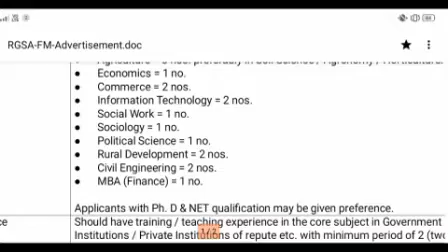 RGSA-FM-Advertisement.doc
Economics = 1 no.
Commerce = 2 nos.
Information Technology = 2 nos.
Social Work = 1 no.
Sociology = 1 no.
Political Science = 1 no.
Rural Development = 2 nos.
Civil Engineering = 2 nos.
MBA (Finance) = 1 no.
Applicants with Ph. D & NET qualification may be given preference.
Should have training / teaching experience in the core subject in Government
Institutions / Private Institutions of repute etc. with minimum period of 2